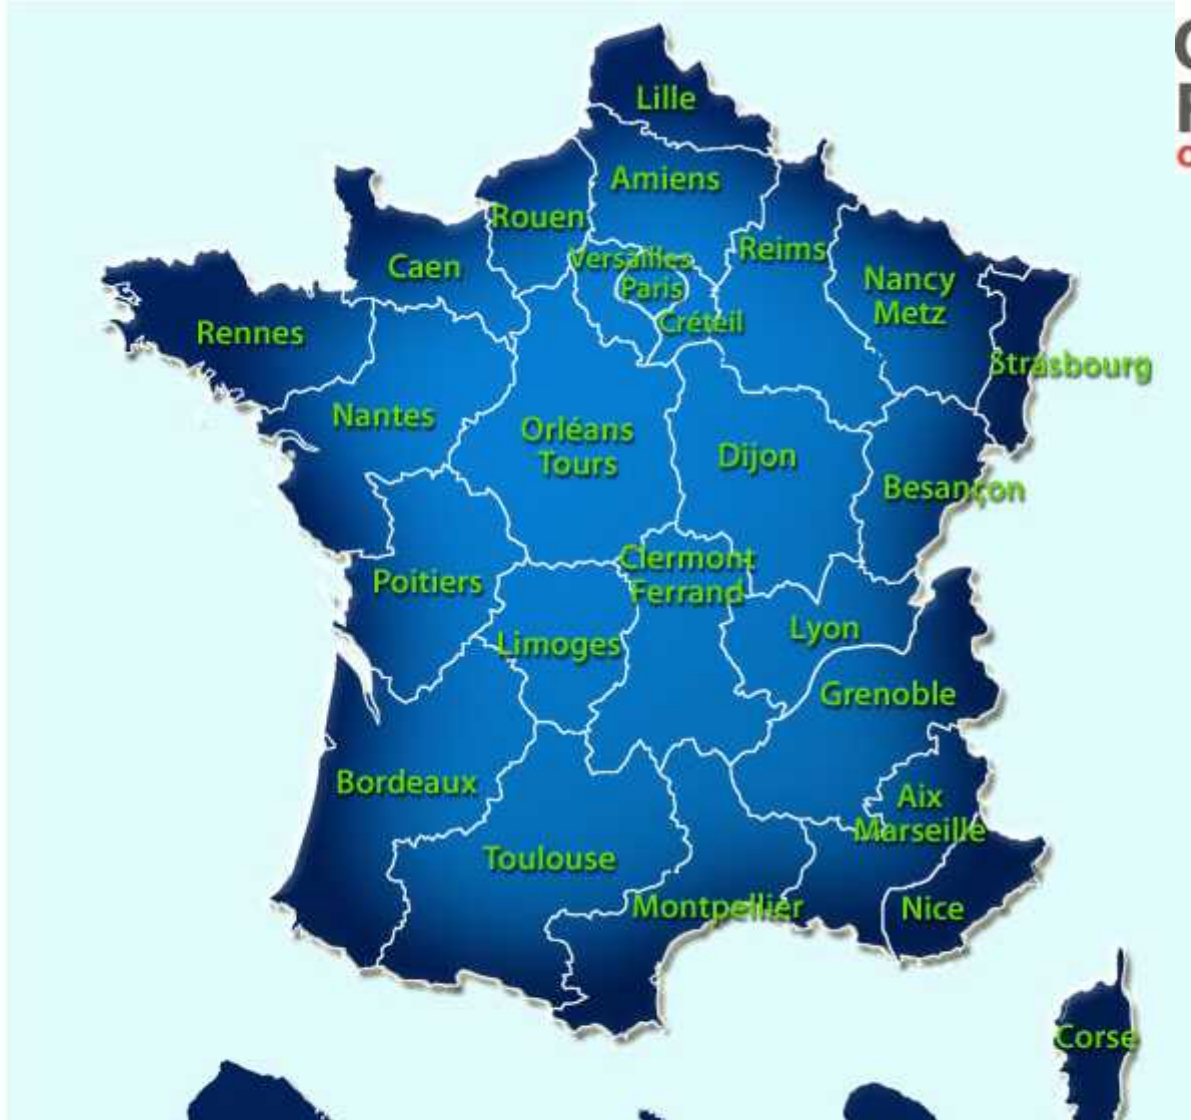 Lille
Amiens
Rouen
Versailles
Reims
Caen
Paris
Nancy
Metz
Créteil
Rennes
Strasbourg
Nantes
Orléans
Tours
Dijon
Besançon
Clermont
Ferrand
Poitiers
Lyon
Limoges
Grenoble
Bordeaux
Aix
Marseille
Toulouse
Montpellier
Nice
Corse